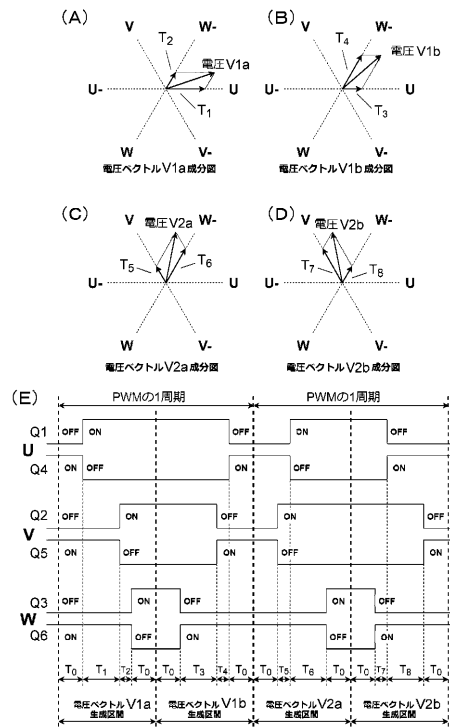 (A)
V W-
T2
電圧V1a
U- U
T1
W V-
電圧ベクトルV1a成分図
(B)
V W-
T4
電圧V1b
U- U
T3
W V-
電圧ベクトルV1b成分図
(C)
V 電圧V2a W-
T5 T6
U- U
W V-
電圧ベクトルV2a成分図
(D)
V 電圧V2b W-
T7 T8
U- U
W V-
電圧ベクトルV2b成分図
(E)
PWMの1周期 PWMの1周期
Q1 OFF ON OFF ON OFF
U
Q4 ON OFF ON OFF ON
Q2 OFF ON OFF ON OFF
V
Q5 ON OFF ON OFF ON
Q3 OFF ON OFF ON OFF
W
Q6 ON OFF ON OFF ON
T0 T1 T2 T0 T0 T3 T4 T0 T0 T5 T6 T0 T0 T7 T8 T0
電圧ベクトルV1a 電圧ベクトルV1b 電圧ベクトルV2a 電圧ベクトルV2b
生成区間 生成区間 生成区間 生成区間